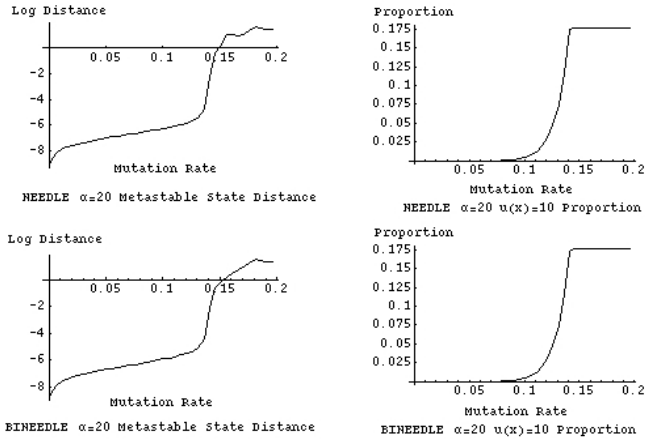 Log Distance
0.05 0.1 0.15 0.2
-2
-4
-6
-8
Mutation Rate
NEEDLE α=20 Metastable State Distance
Proportion
0.175
0.15
0.125
0.1
0.075
0.05
0.025
0.05 0.1 0.15 0.2
Mutation Rate
NEEDLE α=20 u(x)=10 Proportion
Log Distance
0.05 0.1 0.15 0.2
-2
-4
-6
-8
Mutation Rate
BINEEDLE α=20 Metastable State Distance
Proportion
0.175
0.15
0.125
0.1
0.075
0.05
0.025
0.05 0.1 0.15 0.2
Mutation Rate
BINEEDLE α=20 u(x)=10 Proportion